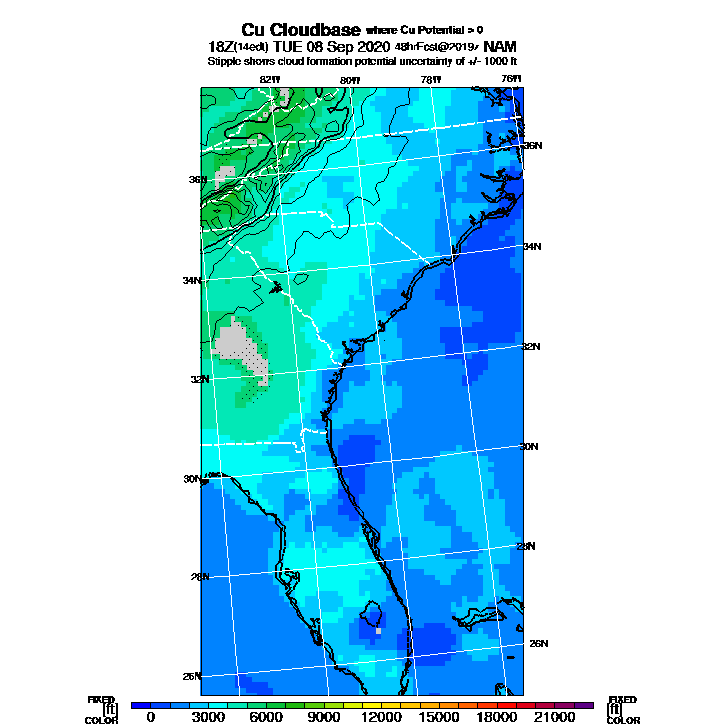 Cu Cloudbase where Cu Potential > 0
18Z(14edt) TUE 08 Sep 2020 48hrFcst@2019z NAM
Stipple shows cloud formation potential uncertainty of +/- 1000 ft
82W 80W 78W 76W
36N
36N
34N
34N
32N
32N
30N
30N
28N
28N
26N
26N
FIXED FIXED
[ft] [ft]
COLOR COLOR
0 3000 6000 9000 12000 15000 18000 21000